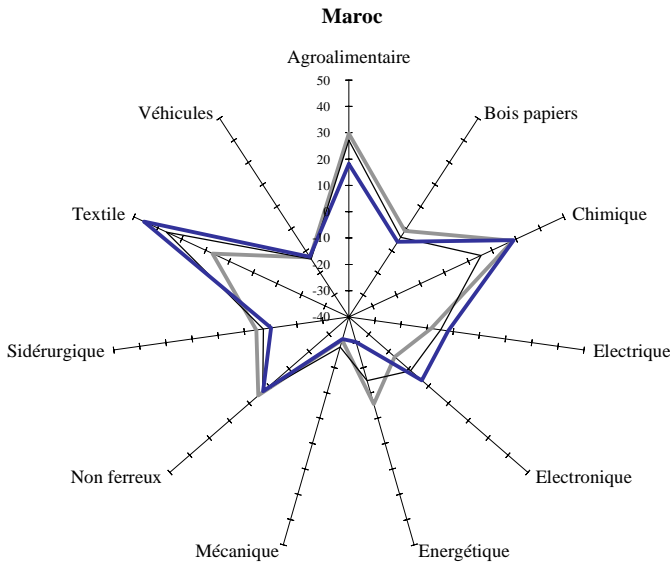 Maroc
Agroalimentaire
50
40
30
20
10
0
-10
-20
-30
-40
Véhicules
Bois papiers
Textile
Chimique
Sidérurgique
Electrique
Non ferreux
Electronique
Mécanique
Energétique